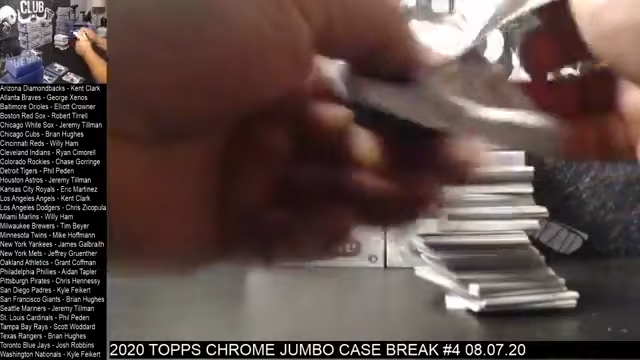 CLUB
Arizona Diamondbacks - Kent Clark
Atlanta Braves - George Xenos
Baltimore Orioles - Elliott Crowner
Boston Red Sox - Robert Tirrell
Chicago White Sox - Jeremy Tillman
Chicago Cubs - Brian Hughes
Cincinnati Reds - Willy Ham
Cleveland Indians - Ryan Cimorell
Colorado Rockies - Chase Gorringe
Detroit Tigers - Phil Peden
Houston Astros - Jeremy Tillman
Kansas City Royals - Eric Martinez
Los Angeles Angels - Kent Clark
Los Angeles Dodgers - Chris Zicopula
Miami Marlins - Willy Ham
Milwaukee Brewers - Tim Beyer
Minnesota Twins - Mike Hoffmann
New York Yankees - James Galbraith
New York Mets - Jeffrey Gruenther
Oakland Athletics - Grant Coffman
Philadelphia Phillies - Aidan Tapler
Pittsburgh Pirates - Chris Hennessy
San Diego Padres - Kyle Feikert
San Francisco Giants - Brian Hughes
Seattle Mariners - Jeremy Tillman
St. Louis Cardinals - Phil Peden
Tampa Bay Rays - Scott Woddard
Texas Rangers - Brian Hughes
Toronto Blue Jays - Josh Robbins
Washington Nationals - Kyle Feikert
2020 TOPPS CHROME JUMBO CASE BREAK #4 08.07.20